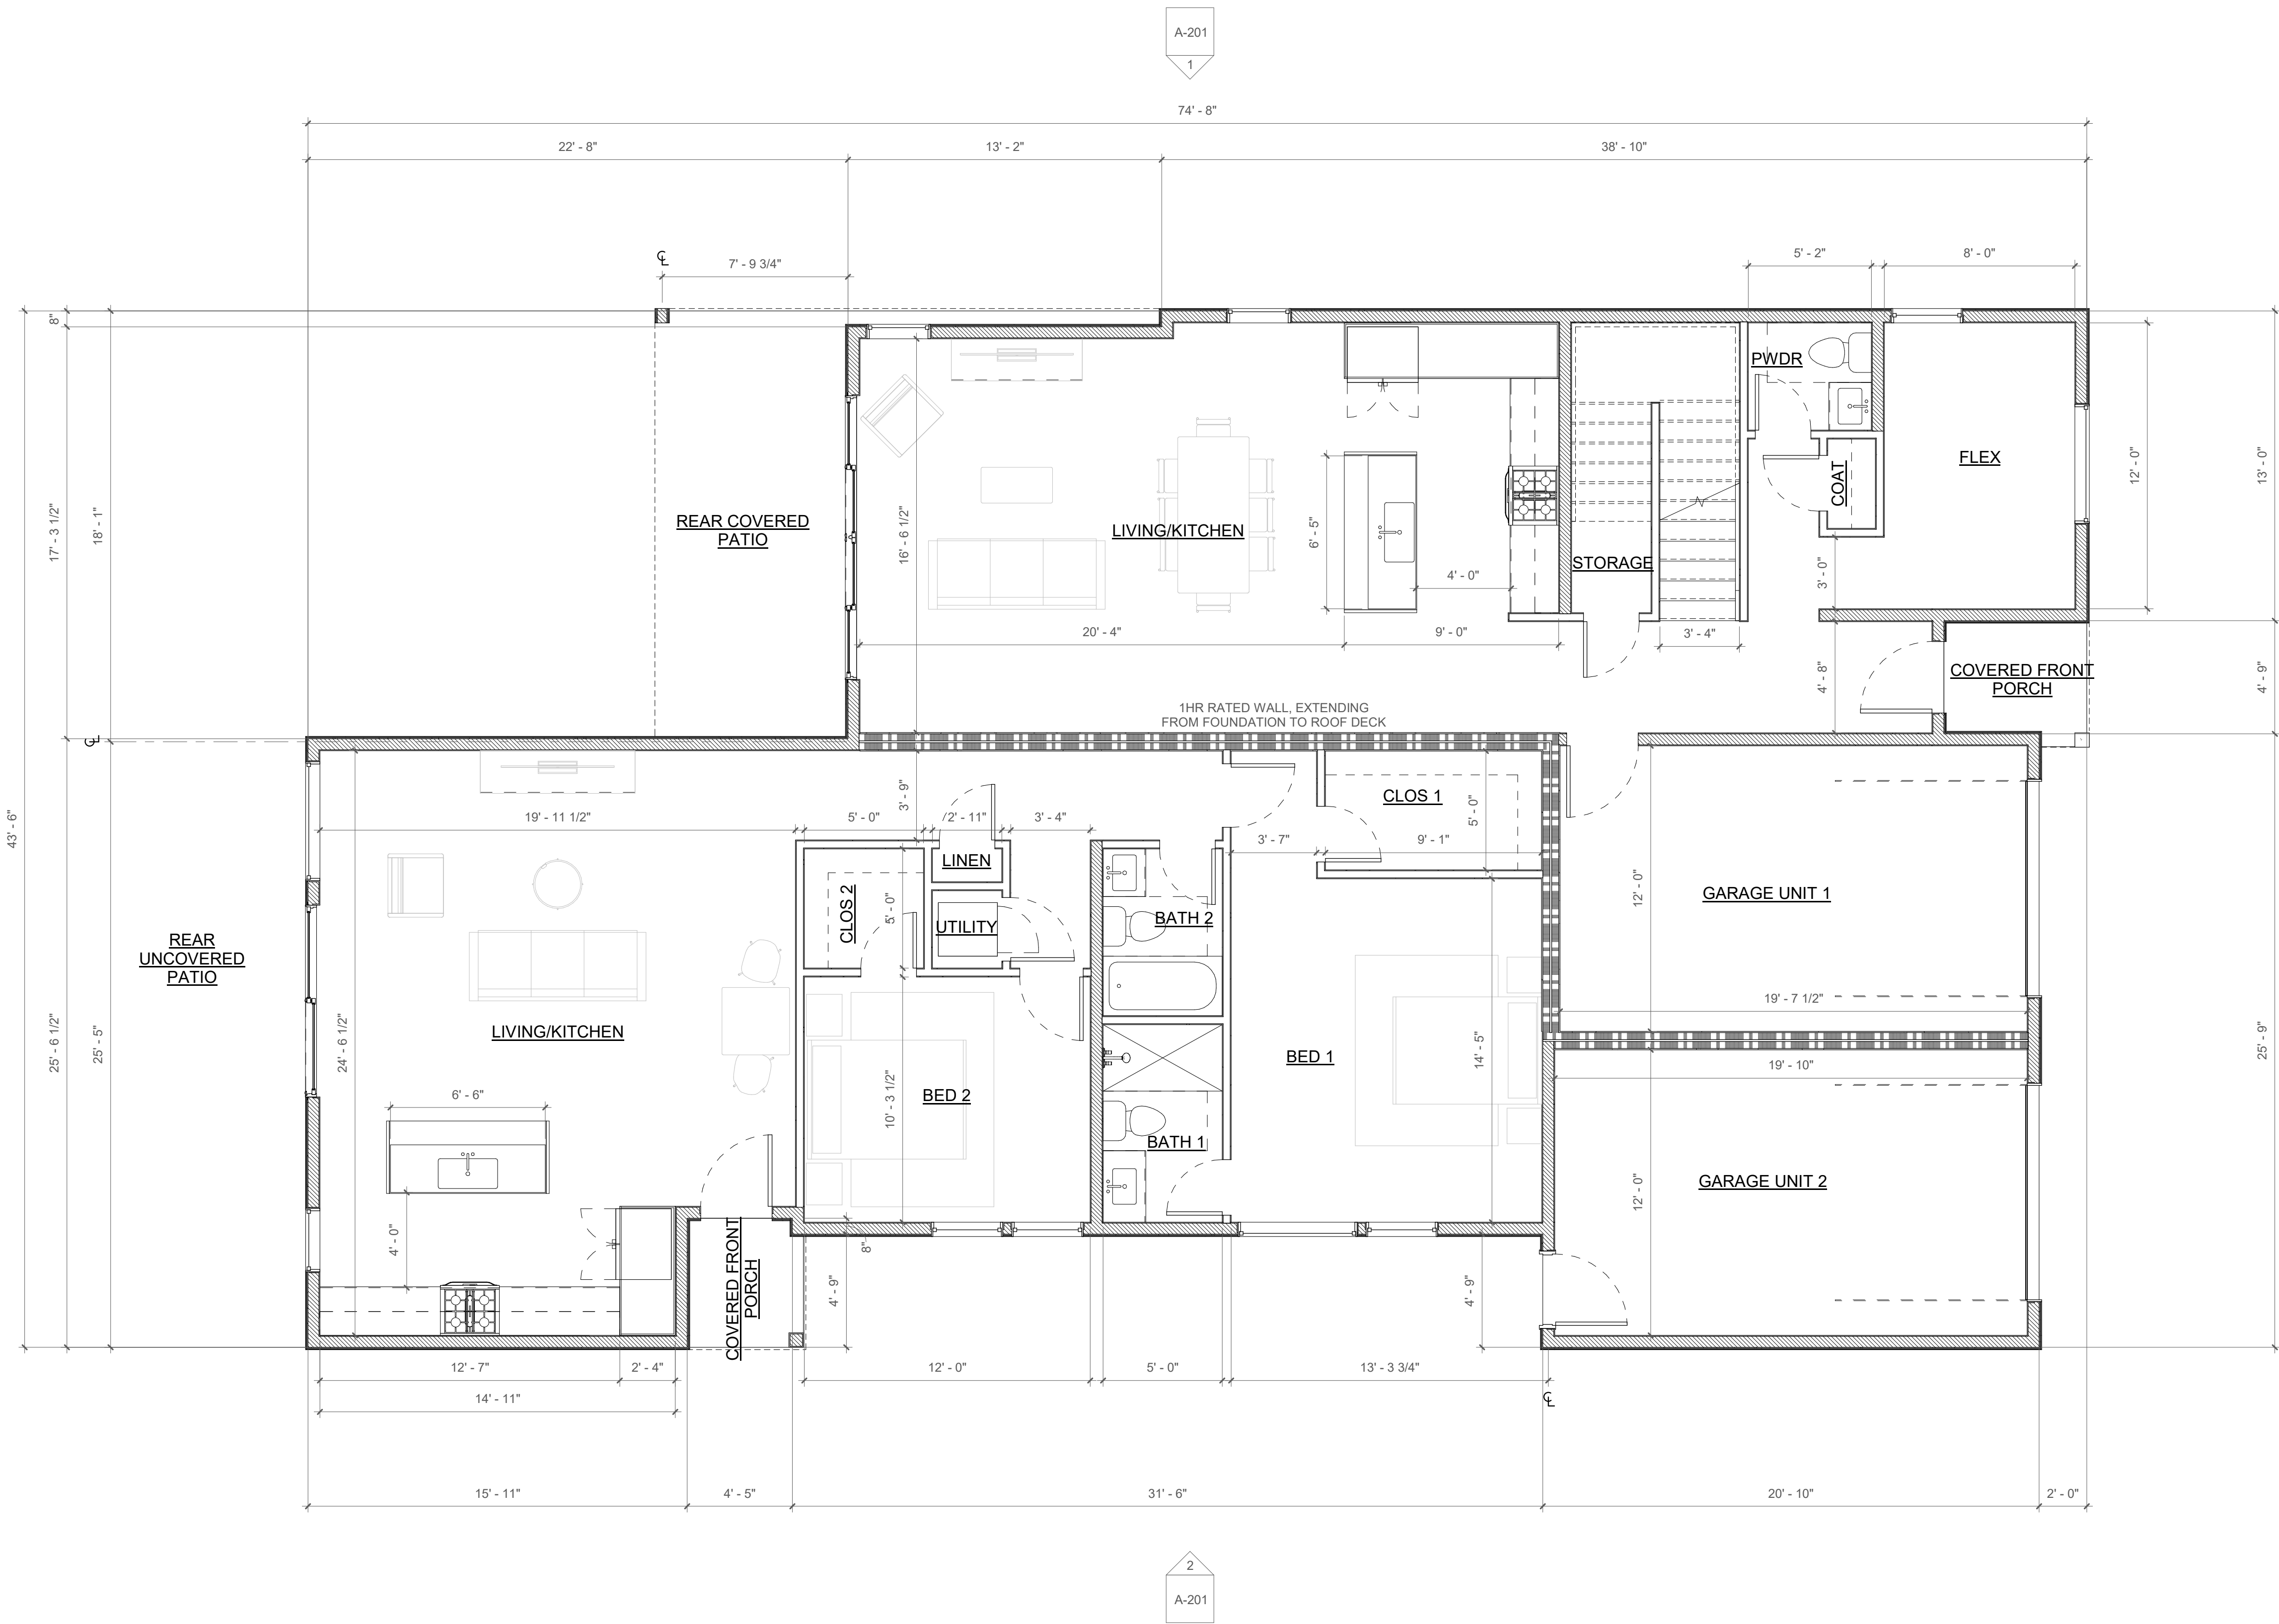 A-201
1
74' - 8"
22' - 8"
13' - 2"
38' - 10"
℄
7' - 9 3/4"
5' - 2"
8' - 0"
8"
PWDR
FLEX
COAT
12' - 0"
13' - 0"
17' - 3 1/2"
18' - 1"
REAR COVERED
PATIO
16' - 6 1/2"
LIVING/KITCHEN
6' - 5"
4' - 0"
STORAGE
3' - 0"
20' - 4"
9' - 0"
3' - 4"
4' - 8"
COVERED FRONT
PORCH
4' - 9"
1HR RATED WALL, EXTENDING
FROM FOUNDATION TO ROOF DECK
℄
43' - 6"
3' - 9"
CLOS 1
5' - 0"
19' - 11 1/2"
5' - 0"
2' - 11"
3' - 4"
3' - 7"
9' - 1"
LINEN
CLOS 2
5' - 0"
UTILITY
BATH 2
12' - 0"
GARAGE UNIT 1
REAR
UNCOVERED
PATIO
19' - 7 1/2"
25' - 6 1/2"
25' - 5"
24' - 6 1/2"
LIVING/KITCHEN
BED 1
14' - 5"
25' - 9"
19' - 10"
6' - 6"
10' - 3 1/2"
BED 2
BATH 1
12' - 0"
GARAGE UNIT 2
4' - 0"
COVERED FRONT
PORCH
8"
4' - 9"
4' - 9"
12' - 7"
2' - 4"
12' - 0"
5' - 0"
13' - 3 3/4"
14' - 11"
℄
15' - 11"
4' - 5"
31' - 6"
20' - 10"
2' - 0"
2
A-201